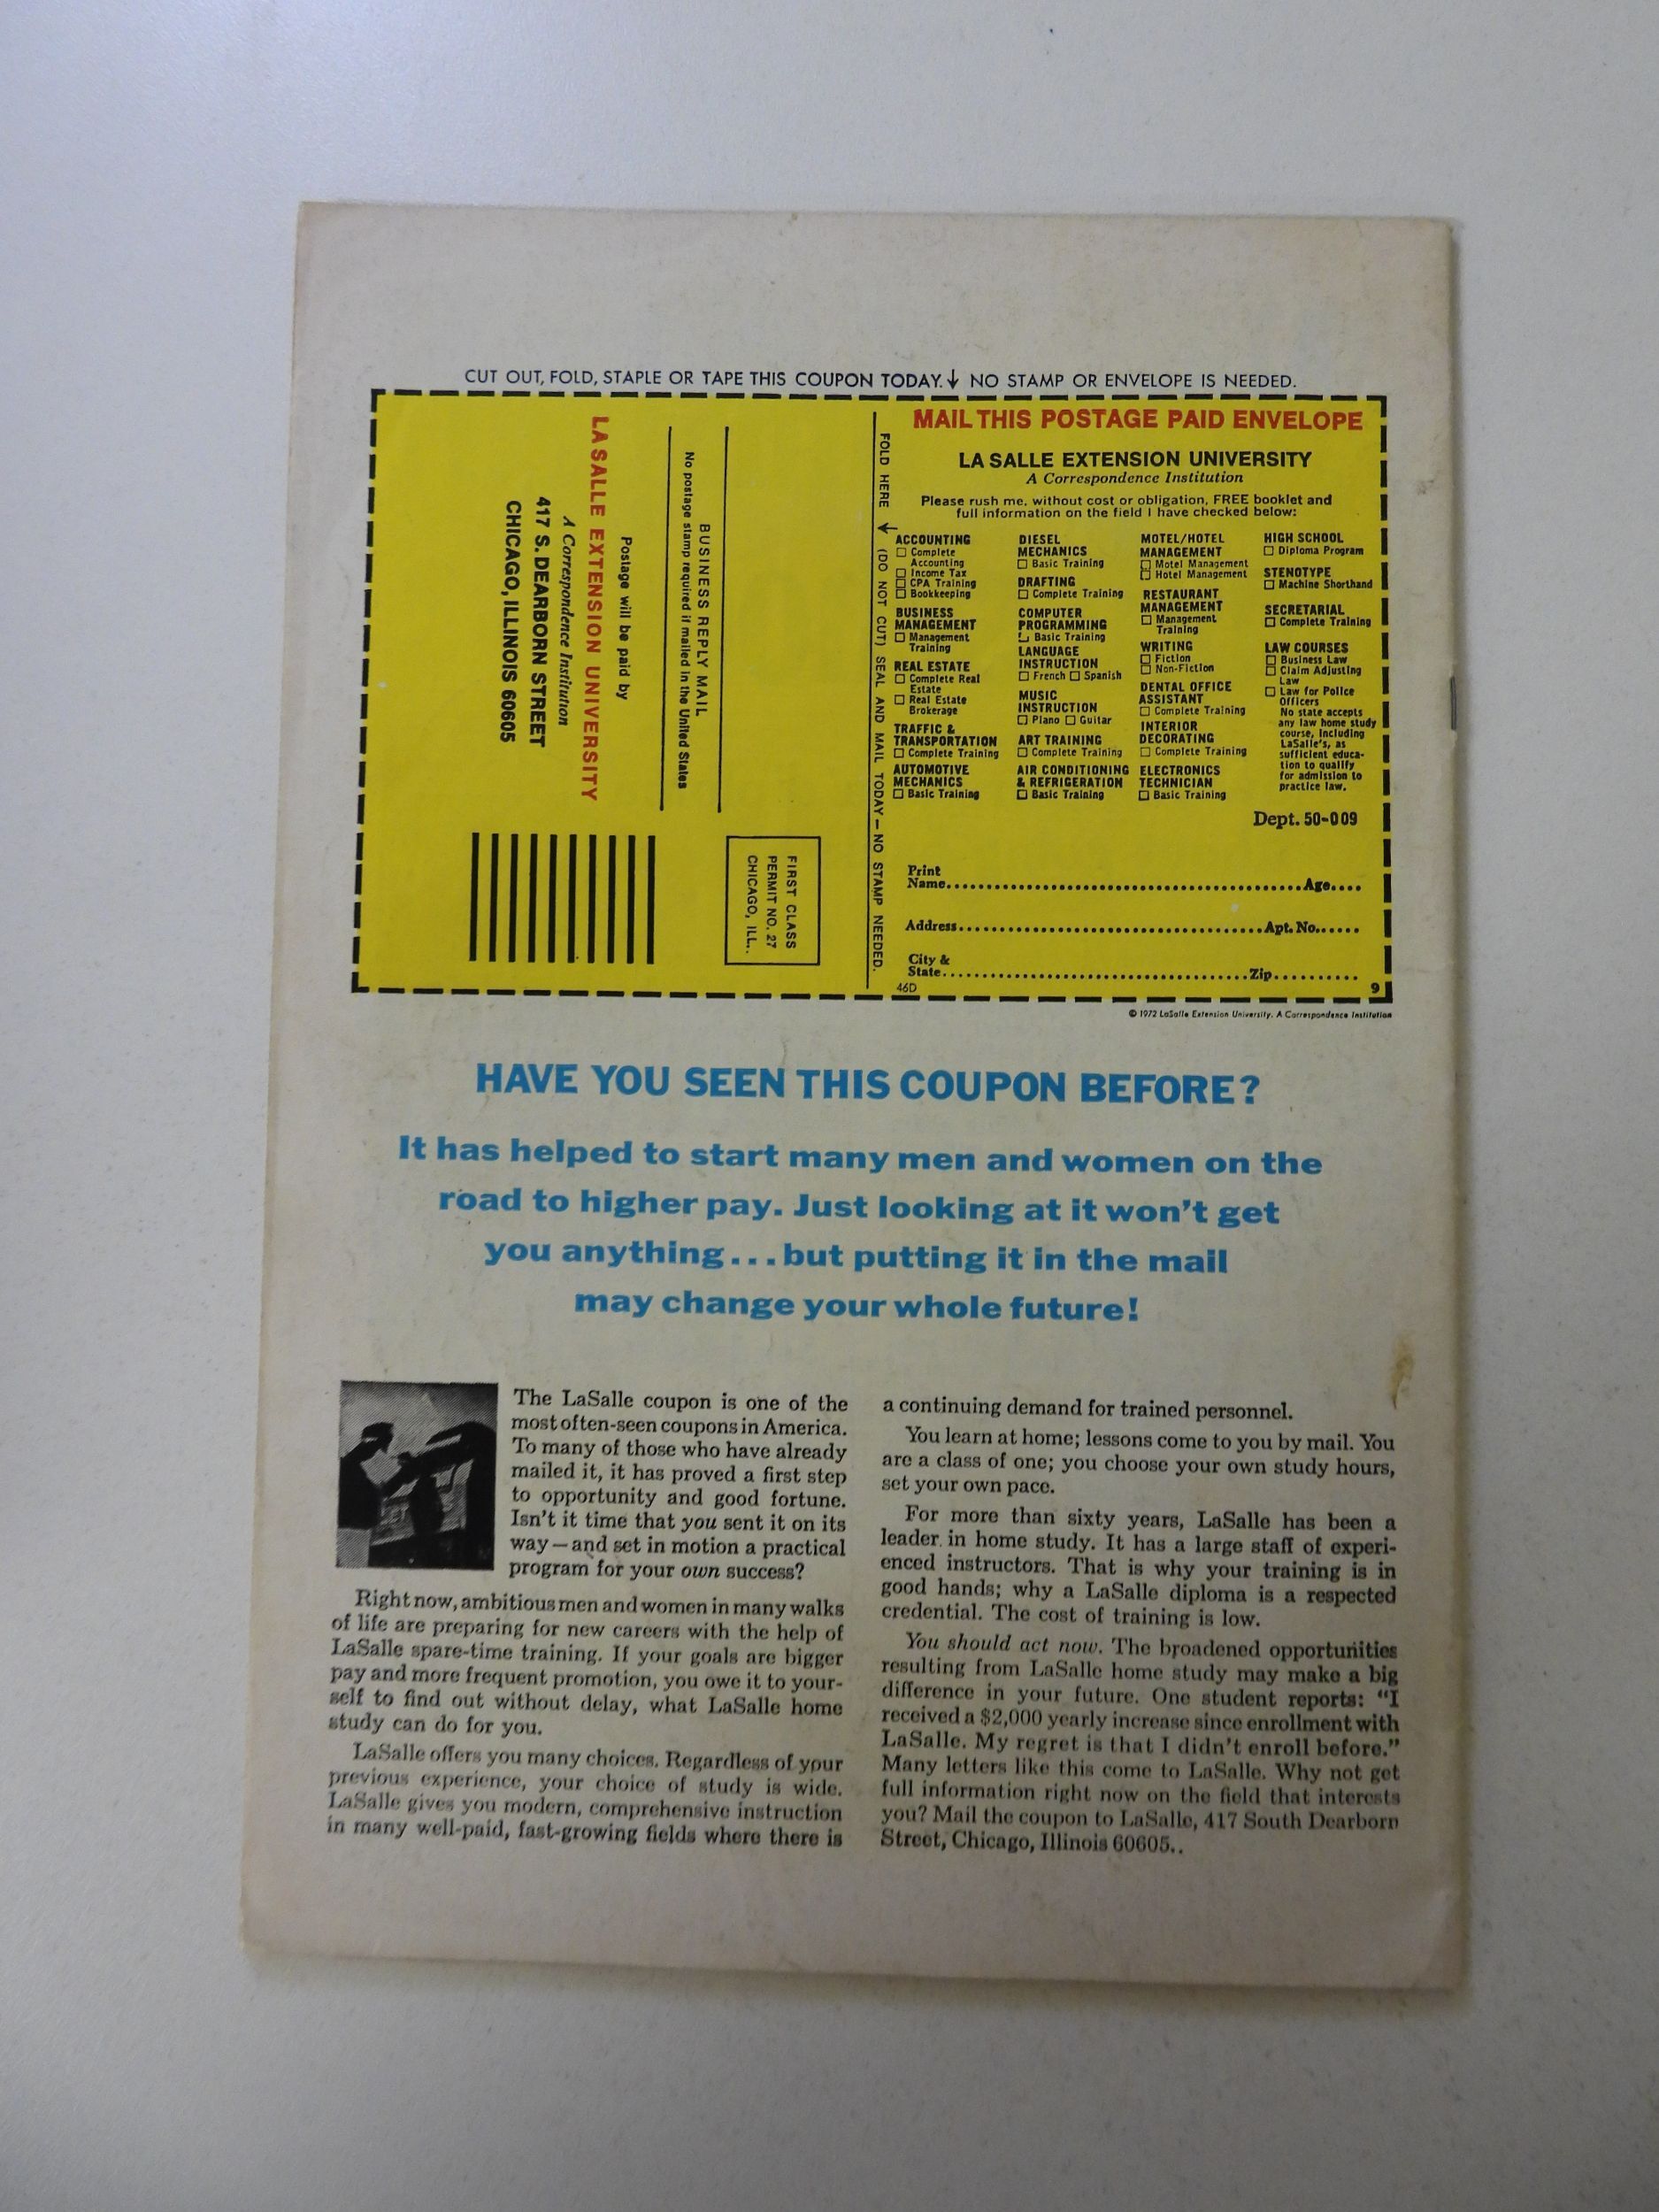 CUT OUT, FOLD, STAPLE OR TAPE THIS COUPON TODAY.↓ NO STAMP OR ENVELOPE IS NEEDED.
FIRST CLASS
PERMIT NO. 27
CHICAGO, ILL..
BUSINESS REPLY MAIL
No postage stamp required if mailed in the United States
Postage will be paid by
LA SALLE EXTENSION UNIVERSITY
A Correspondence Institution
417 S. DEARBORN STREET
CHICAGO, ILLINOIS 60605
FOLD HERE ↓ (DO NOT CUT) SEAL AND MAIL TODAY — NO STAMP NEEDED.
MAIL THIS POSTAGE PAID ENVELOPE
LA SALLE EXTENSION UNIVERSITY
A Correspondence Institution
Please rush me, without cost or obligation, FREE booklet and
full information on the field I have checked below:
ACCOUNTING
☐ Complete
Accounting
☐ Income Tax
☐ CPA Training
☐ Bookkeeping
BUSINESS
MANAGEMENT
☐ Management
Training
REAL ESTATE
☐ Complete Real
Estate
☐ Real Estate
Brokerage
TRAFFIC &
TRANSPORTATION
☐ Complete Training
AUTOMOTIVE
MECHANICS
☐ Basic Training
DIESEL
MECHANICS
☐ Basic Training
DRAFTING
☐ Complete Training
COMPUTER
PROGRAMMING
☐ Basic Training
LANGUAGE
INSTRUCTION
☐ French ☐ Spanish
MUSIC
INSTRUCTION
☐ Piano ☐ Guitar
ART TRAINING
☐ Complete Training
AIR CONDITIONING
& REFRIGERATION
☐ Basic Training
MOTEL/HOTEL
MANAGEMENT
☐ Motel Management
☐ Hotel Management
RESTAURANT
MANAGEMENT
☐ Management
Training
WRITING
☐ Fiction
☐ Non-Fiction
DENTAL OFFICE
ASSISTANT
☐ Complete Training
INTERIOR
DECORATING
☐ Complete Training
ELECTRONICS
TECHNICIAN
☐ Basic Training
HIGH SCHOOL
☐ Diploma Program
STENOTYPE
☐ Machine Shorthand
SECRETARIAL
☐ Complete Training
LAW COURSES
☐ Business Law
☐ Claim Adjusting
Law
☐ Law for Police
Officers
No state accepts
any law home study
course, including
LaSalle's, as
sufficient educa-
tion to qualify
for admission to
practice law.
Dept. 50-009
Print
Name.....Age....
Address.....Apt. No......
City &
State.....Zip..........
46D 9
© 1972 LaSalle Extension University. A Correspondence Institution
HAVE YOU SEEN THIS COUPON BEFORE?
It has helped to start many men and women on the
road to higher pay. Just looking at it won't get
you anything...but putting it in the mail
may change your whole future!
The LaSalle coupon is one of the
most often-seen coupons in America.
To many of those who have already
mailed it, it has proved a first step
to opportunity and good fortune.
Isn't it time that you sent it on its
way—and set in motion a practical
program for your own success?
Right now, ambitious men and women in many walks
of life are preparing for new careers with the help of
LaSalle spare-time training. If your goals are bigger
pay and more frequent promotion, you owe it to your-
self to find out without delay, what LaSalle home
study can do for you.
LaSalle offers you many choices. Regardless of your
previous experience, your choice of study is wide.
LaSalle gives you modern, comprehensive instruction
in many well-paid, fast-growing fields where there is
a continuing demand for trained personnel.
You learn at home; lessons come to you by mail. You
are a class of one; you choose your own study hours,
set your own pace.
For more than sixty years, LaSalle has been a
leader in home study. It has a large staff of experi-
enced instructors. That is why your training is in
good hands; why a LaSalle diploma is a respected
credential. The cost of training is low.
You should act now. The broadened opportunities
resulting from LaSalle home study may make a big
difference in your future. One student reports: "I
received a $2,000 yearly increase since enrollment with
LaSalle. My regret is that I didn't enroll before."
Many letters like this come to LaSalle. Why not get
full information right now on the field that interests
you? Mail the coupon to LaSalle, 417 South Dearborn
Street, Chicago, Illinois 60605..